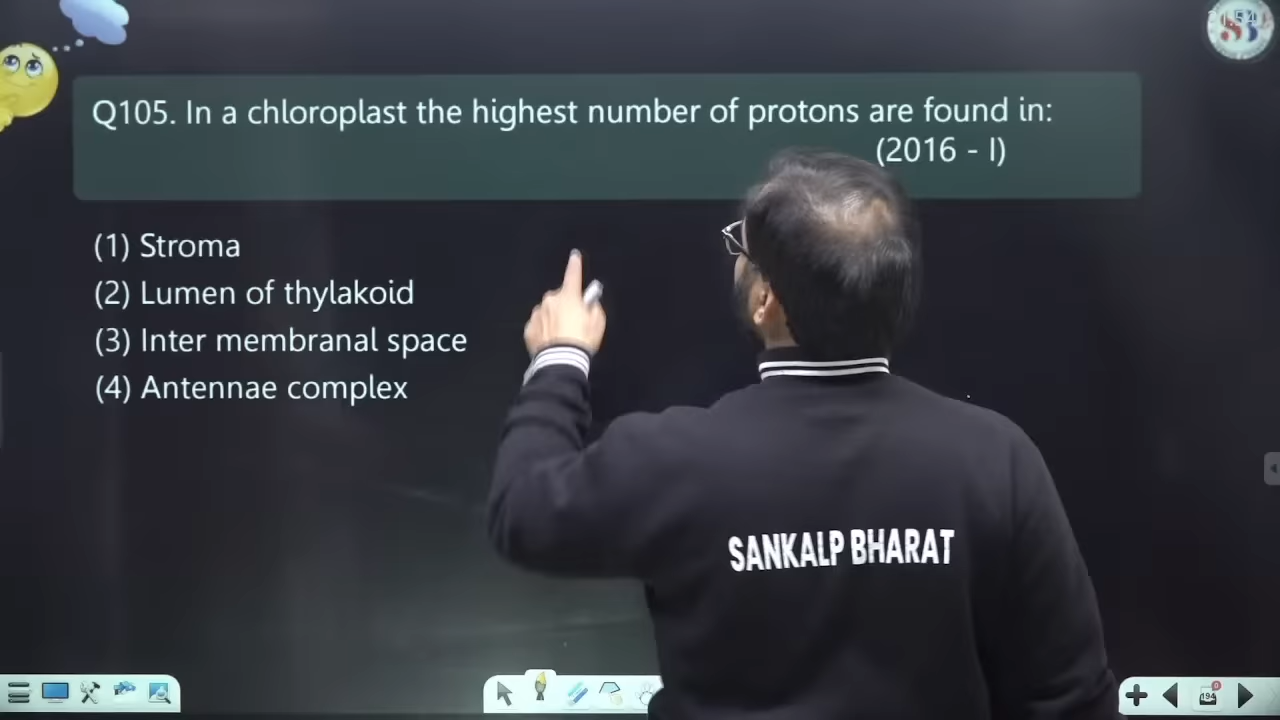 Q105. In a chloroplast the highest number of protons are found in:
(2016 - I)
(1) Stroma
(2) Lumen of thylakoid
(3) Inter membranal space
(4) Antennae complex
SANKALP BHARAT
194